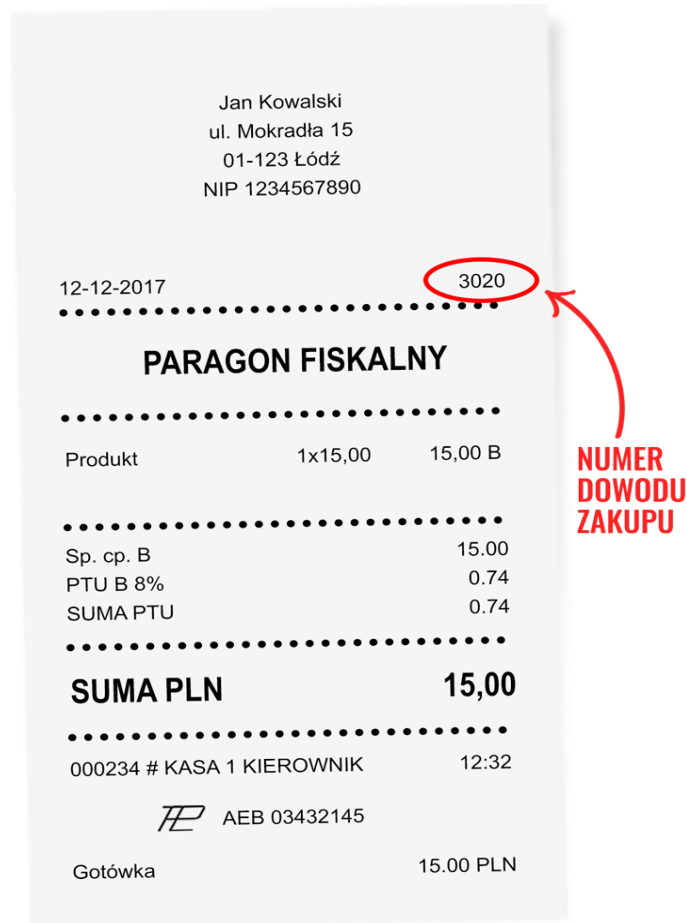 Jan Kowalski
ul. Mokradła 15
01-123 Łódź
NIP 1234567890
12-12-2017 3020
PARAGON FISKALNY
Produkt 1x15,00 15,00 B
Sp. cp. B 15.00
PTU B 8% 0.74
SUMA PTU 0.74
SUMA PLN 15,00
000234 # KASA 1 KIEROWNIK 12:32
AEB 03432145
Gotówka 15.00 PLN
NUMER
DOWODU
ZAKUPU